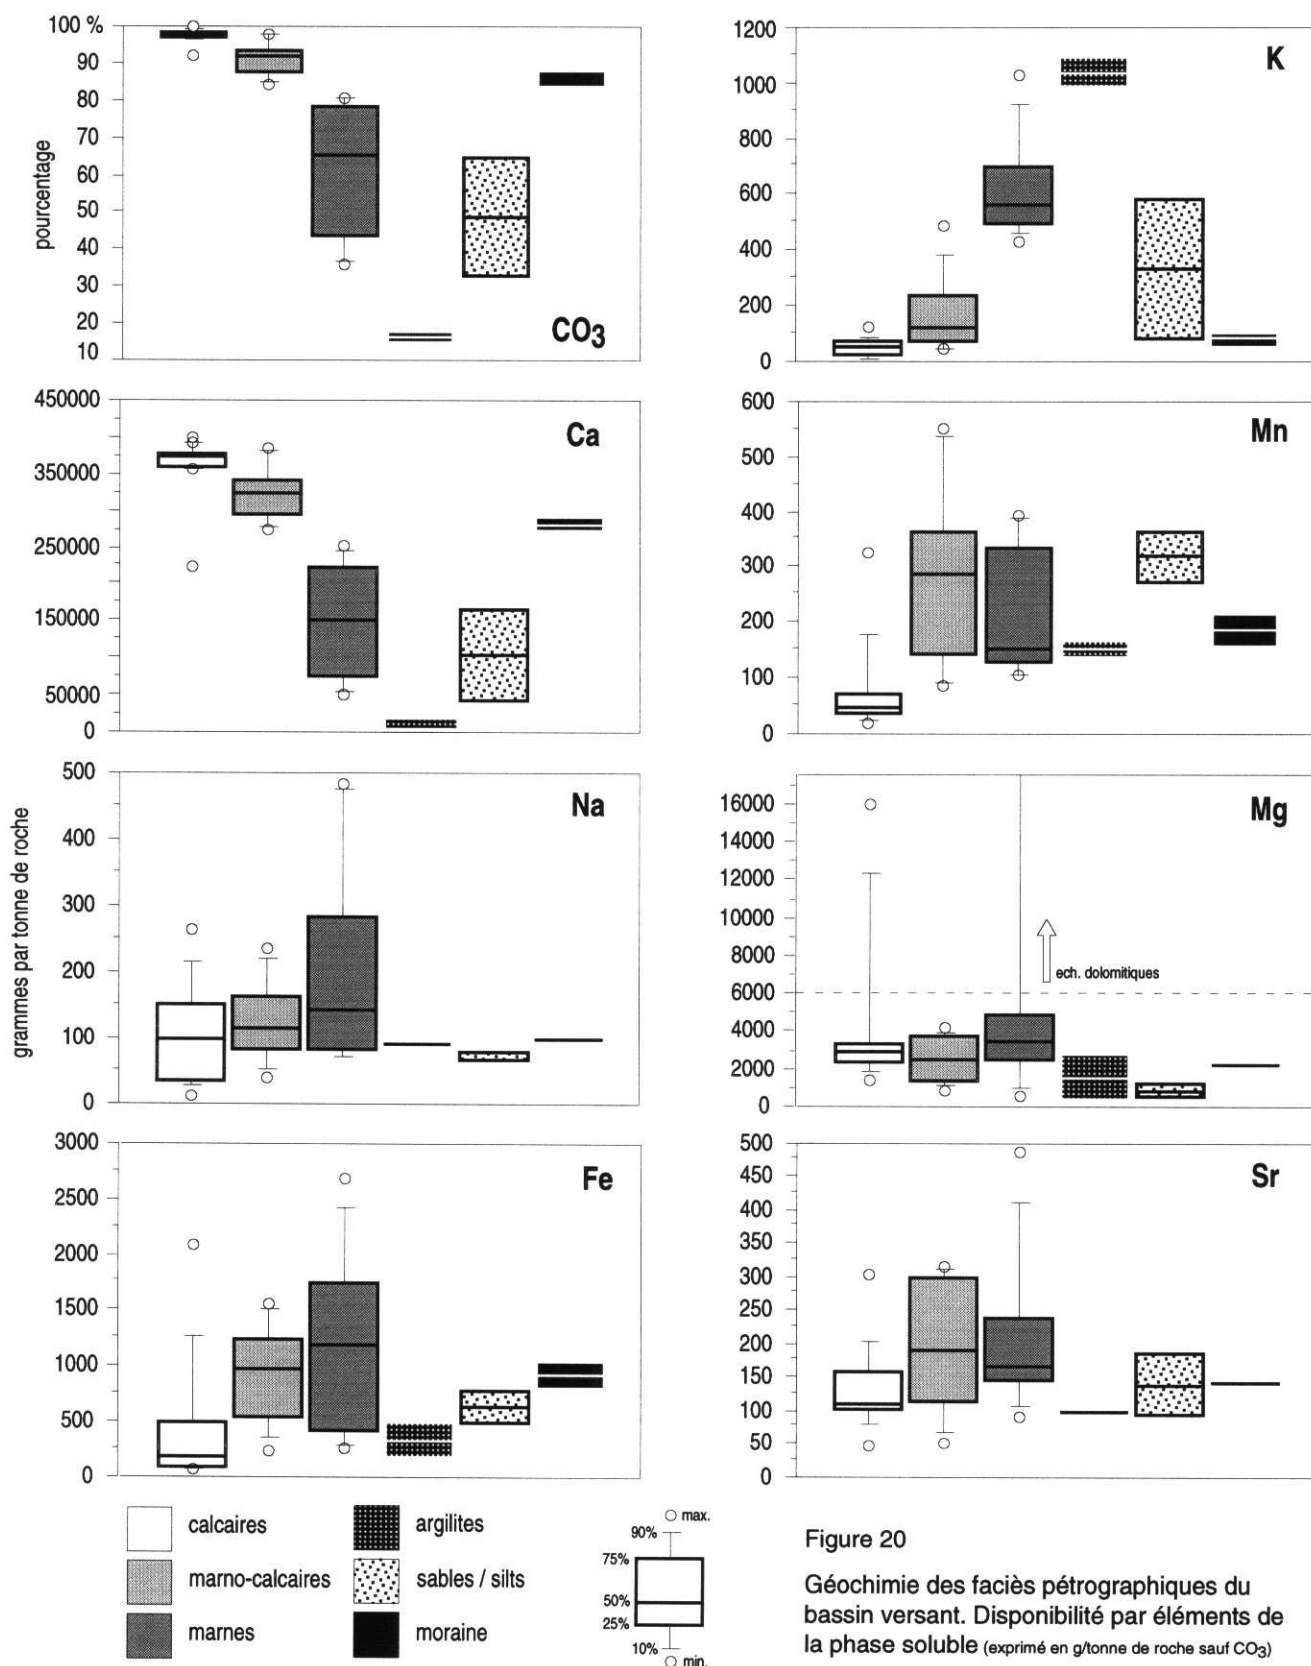 100 %
90
80
70
60
50
40
30
20
10
pourcentage
CO3
1200
1000
800
600
400
200
0
K
450000
350000
250000
150000
50000
0
Ca
600
500
400
300
200
100
0
Mn
500
400
300
200
100
0
grammes par tonne de roche
Na
16000
14000
12000
10000
8000
6000
4000
2000
0
Mg
ech. dolomitiques
3000
2500
2000
1500
1000
500
0
Fe
500
450
400
350
300
250
200
150
100
50
0
Sr
calcaires
marno-calcaires
marnes
argilites
sables / silts
moraine
max.
90%
75%
50%
25%
10%
min.
Figure 20
Géochimie des faciès pétrographiques du
bassin versant. Disponibilité par éléments de
la phase soluble (exprimé en g/tonne de roche sauf CO3)